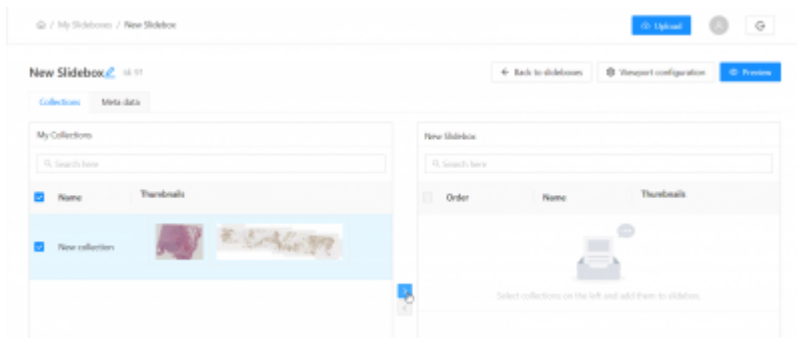 / My Slideboxes / New Slidebox
Upload
New Slidebox
Back to slideboxes
Viewport configuration
Preview
Collections
Meta data
My Collections
Search here
Name
Thumbnails
New collection
New Slidebox
Search here
Order
Name
Thumbnails
Select collections on the left and add them to slidebox.